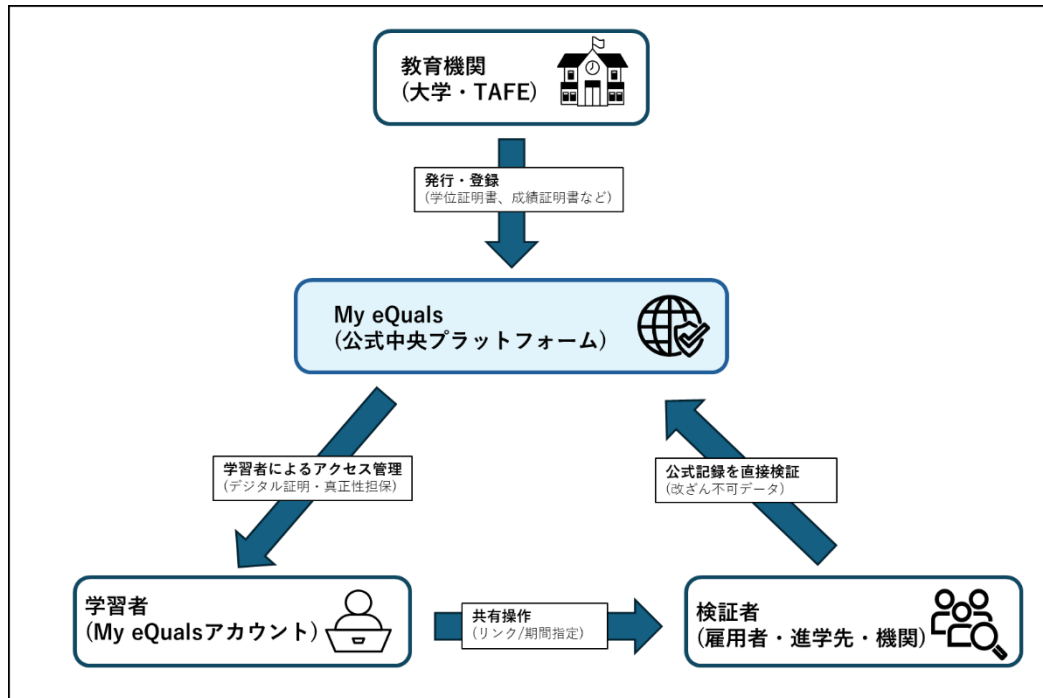 教育機関
(大学・TAFE)
発行・登録
(学位証明書、成績証明書など)
My eQuals
(公式中央プラットフォーム)
学習者によるアクセス管理
(デジタル証明・真正性担保)
公式記録を直接検証
(改ざん不可データ)
学習者
(My eQualsアカウント)
共有操作
(リンク/期間指定)
検証者
(雇用者・進学先・機関)